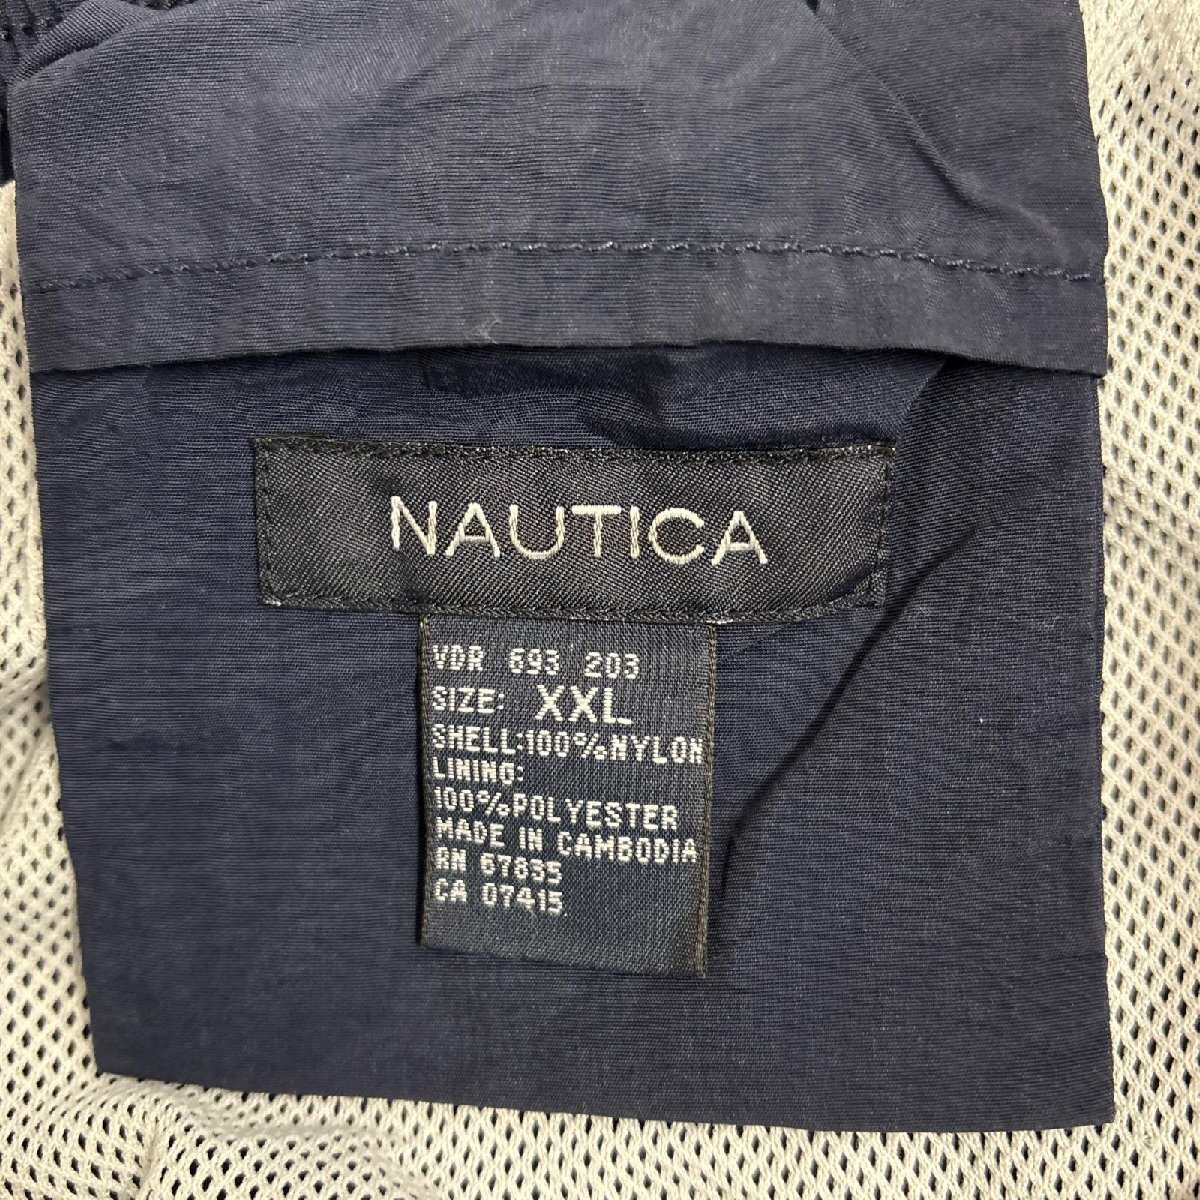 NAUTICA
VDR 693 203
SIZE: XXL
SHELL:100%NYLON
LINING:
100%POLYESTER
MADE IN CAMBODIA
RN 67835
CA 07415